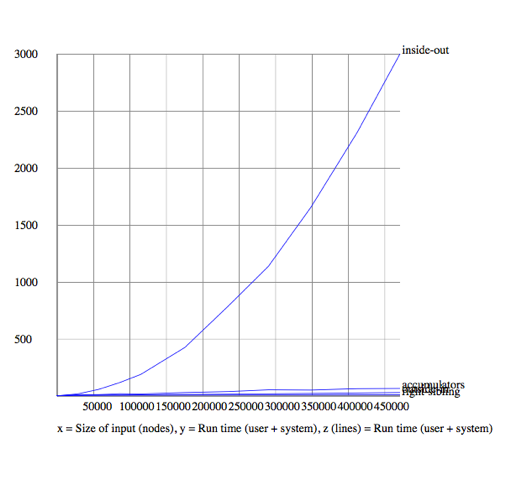 inside-out
3000
2500
2000
1500
1000
500
accumulators
right-sibling
50000 100000 150000 200000 250000 300000 350000 400000 450000
x = Size of input (nodes), y = Run time (user + system), z (lines) = Run time (user + system)